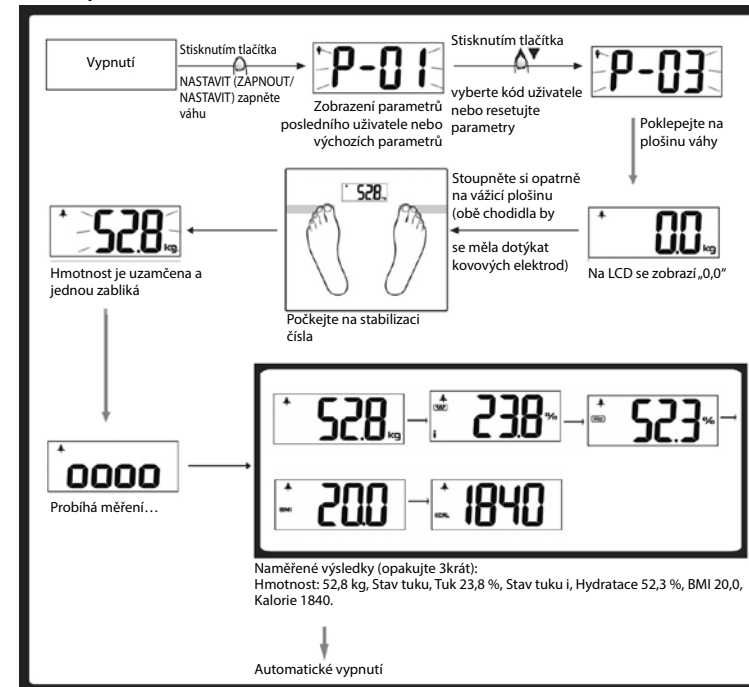 Vypnutí
Stisknutím tlačítka
NASTAVIT (ZAPNOUT/
NASTAVIT) zapněte
váhu
P-01
Zobrazení parametrů
posledního uživatele nebo
výchozích parametrů
Stisknutím tlačítka
vyberte kód uživatele
nebo resetujte
parametry
P-03
Poklepejte na
plošinu váhy
0.0 kg
Na LCD se zobrazí „0,0“
Stoupněte si opatrně
na vážicí plošinu
(obě chodidla by
se měla dotýkat
kovových elektrod)
52.8
Počkejte na stabilizaci
čísla
52.8 kg
Hmotnost je uzamčena a
jednou zabliká
0000
Probíhá měření…
52.8 kg
23.8 %
52.3 %
BMI 20.0
KCAL 1840
Naměřené výsledky (opakujte 3krát):
Hmotnost: 52,8 kg, Stav tuku, Tuk 23,8 %, Stav tuku i, Hydratace 52,3 %, BMI 20,0,
Kalorie 1840.
Automatické vypnutí